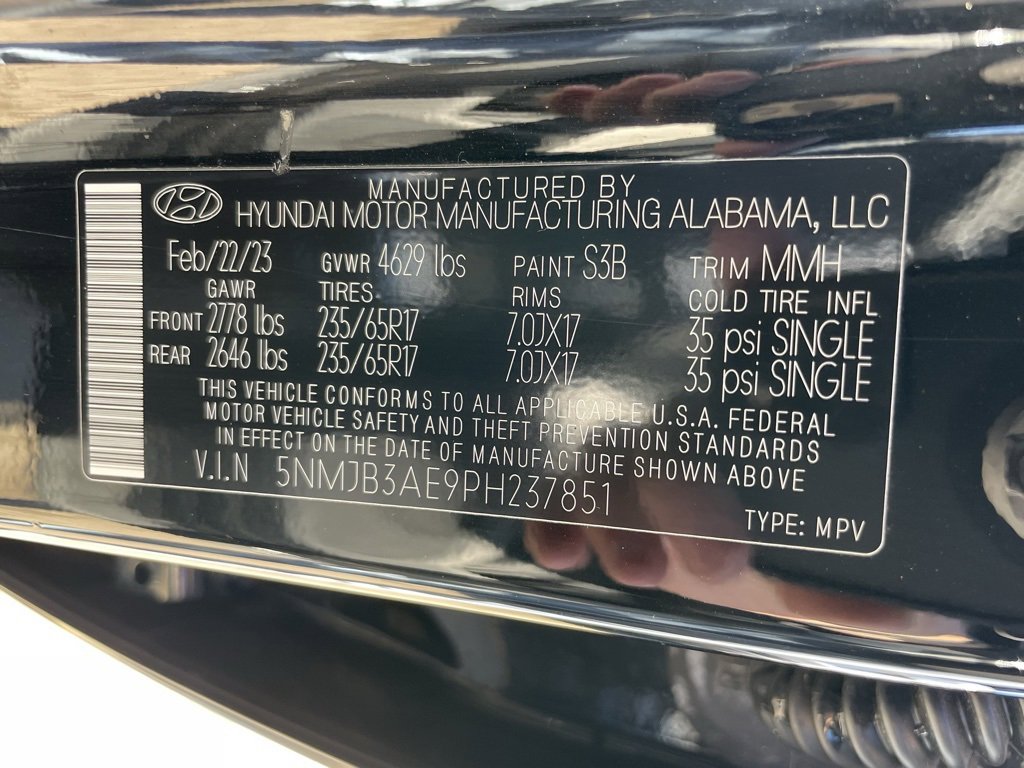 MANUFACTURED BY
HYUNDAI MOTOR MANUFACTURING ALABAMA, LLC
Feb/22/23 GVWR 4629 lbs PAINT S3B TRIM MMH
GAWR TIRES RIMS COLD TIRE INFL
FRONT 2778 lbs 235/65R17 7.0JX17 35 psi SINGLE
REAR 2646 lbs 235/65R17 7.0JX17 35 psi SINGLE
THIS VEHICLE CONFORMS TO ALL APPLICABLE U.S.A. FEDERAL
MOTOR VEHICLE SAFETY AND THEFT PREVENTION STANDARDS
IN EFFECT ON THE DATE OF MANUFACTURE SHOWN ABOVE
V.I.N 5NMJB3AE9PH237851
TYPE: MPV